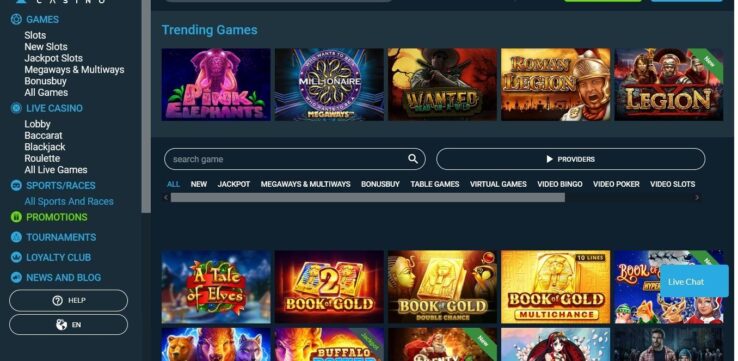 CASINO
GAMES
Slots
New Slots
Jackpot Slots
Megaways & Multiways
Bonusbuy
All Games
LIVE CASINO
Lobby
Baccarat
Blackjack
Roulette
All Live Games
SPORTS/RACES
All Sports And Races
PROMOTIONS
TOURNAMENTS
LOYALTY CLUB
NEWS AND BLOG
HELP
EN
Trending Games
PINK ELEPHANTS
MILLIONAIRE
MEGAWAYS
WANTED
DEAD OR A WILD
ROMAN LEGION
New
LEGION X
search game
PROVIDERS
ALL NEW JACKPOT MEGAWAYS & MULTIWAYS BONUSBUY TABLE GAMES VIRTUAL GAMES VIDEO BINGO VIDEO POKER VIDEO SLOTS
A Tale of Elves
2
BOOK OF GOLD
BOOK OF GOLD
DOUBLE CHANCE
10 LINES
BOOK OF GOLD
MULTICHANCE
BOOK OF
Live Chat
BUFFALO
Jackpot
New